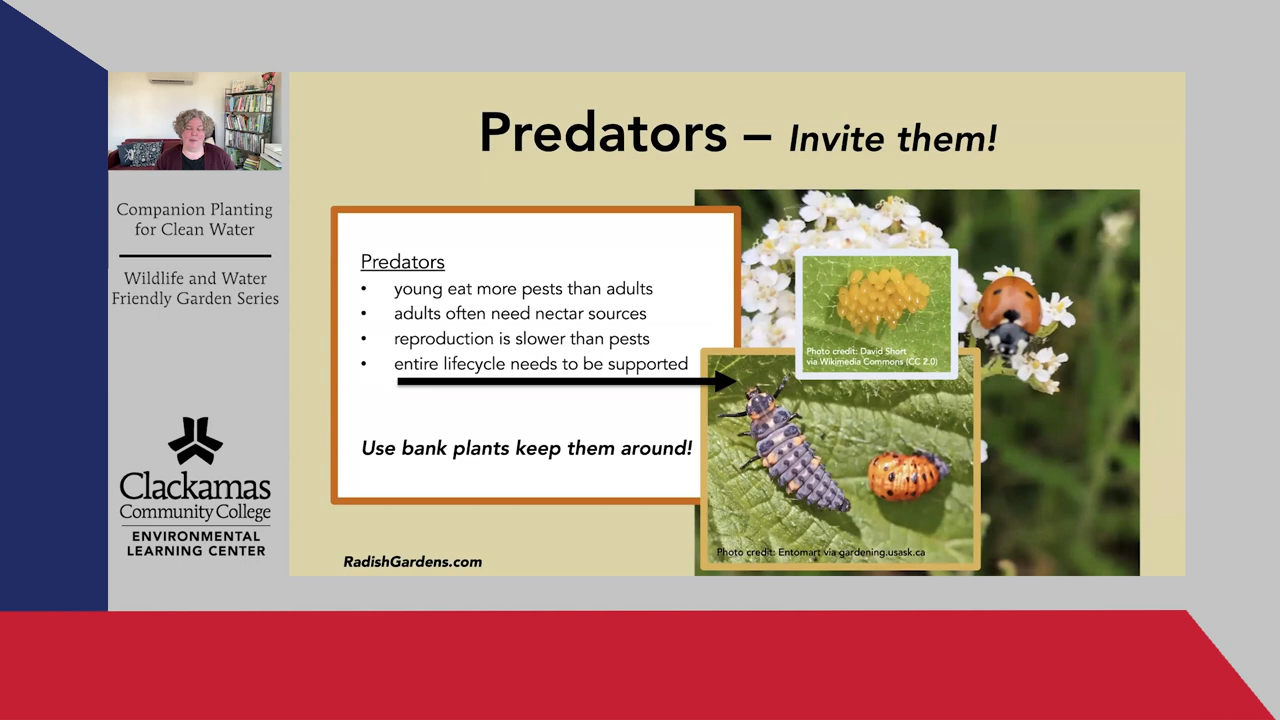 Companion Planting
for Clean Water
Wildlife and Water
Friendly Garden Series
Clackamas
Community College
ENVIRONMENTAL
LEARNING CENTER
Predators – Invite them!
Predators
• young eat more pests than adults
• adults often need nectar sources
• reproduction is slower than pests
• entire lifecycle needs to be supported
Use bank plants keep them around!
RadishGardens.com
Photo credit: David Short
via Wikimedia Commons (CC 2.0)
Photo credit: Entomart via gardening.usask.ca